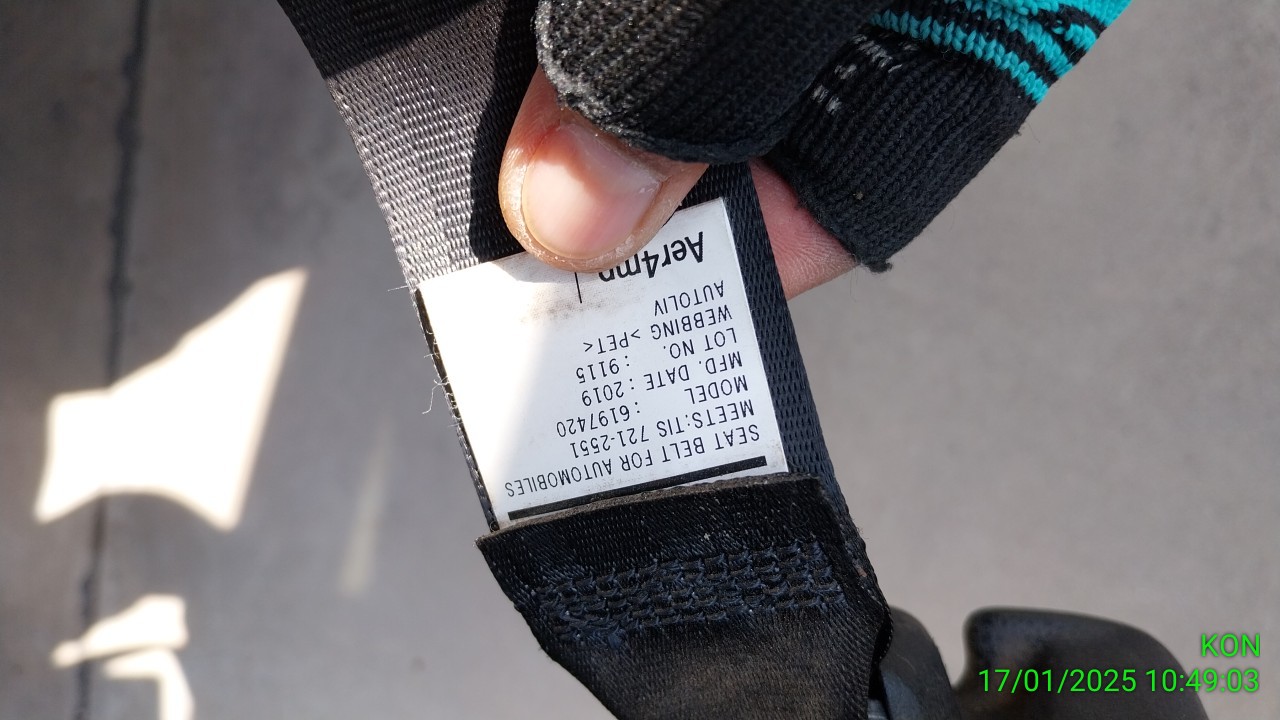 SEAT BELT FOR AUTOMOBILES
MEETS:TIS 721-2551
MODEL : 6197420
MFD. DATE : 2019
LOT NO. : 9115
WEBBING >PET<
AUTOLIV
KON
17/01/2025 10:49:03